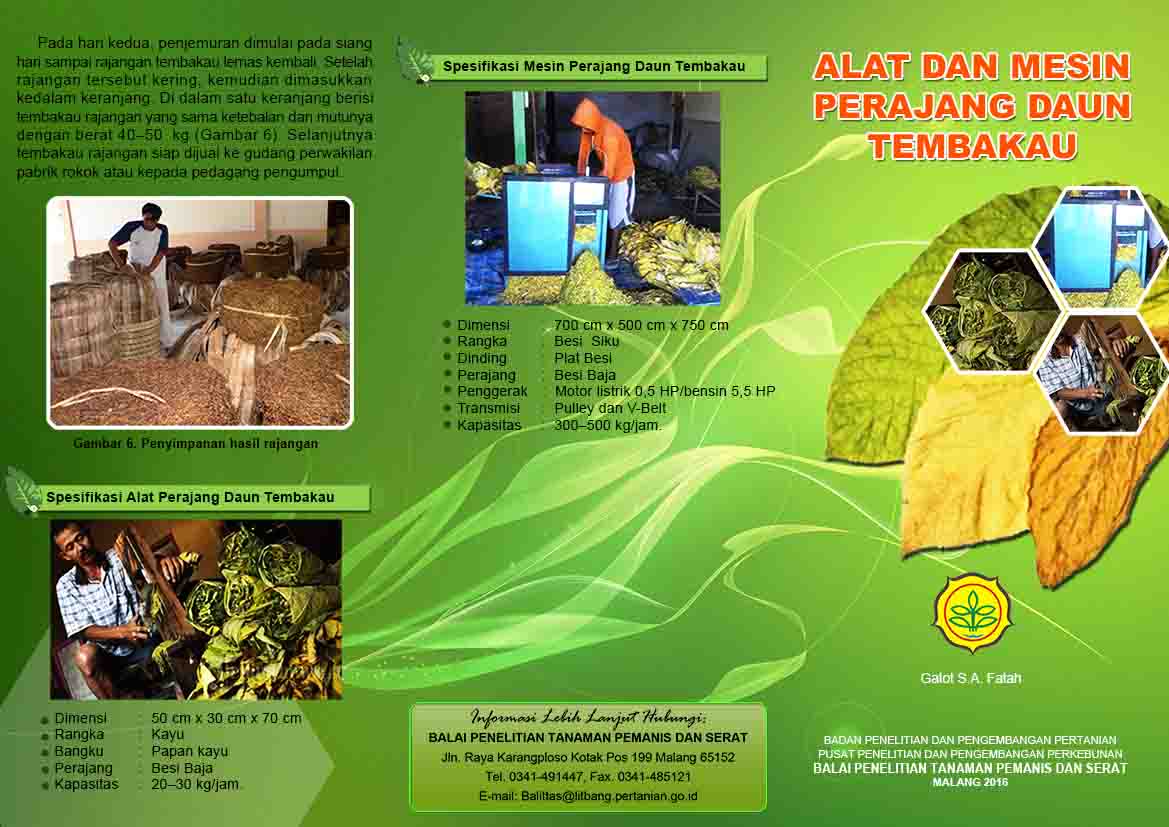 Pada hari kedua, penjemuran dimulai pada siang
hari sampai rajangan tembakau lemas kembali. Setelah
rajangan tersebut kering, kemudian dimasukkan
kedalam keranjang. Di dalam satu keranjang berisi
tembakau rajangan yang sama ketebalan dan mutunya
dengan berat 40–50 kg (Gambar 6). Selanjutnya
tembakau rajangan siap dijual ke gudang perwakilan
pabrik rokok atau kepada pedagang pengumpul.
Gambar 6. Penyimpanan hasil rajangan
Spesifikasi Alat Perajang Daun Tembakau
Dimensi : 50 cm x 30 cm x 70 cm
Rangka : Kayu
Bangku : Papan kayu
Perajang : Besi Baja
Kapasitas : 20–30 kg/jam.
Spesifikasi Mesin Perajang Daun Tembakau
Dimensi : 700 cm x 500 cm x 750 cm
Rangka : Besi Siku
Dinding : Plat Besi
Perajang : Besi Baja
Penggerak : Motor listrik 0,5 HP/bensin 5,5 HP
Transmisi : Pulley dan V-Belt
Kapasitas : 300–500 kg/jam.
Informasi Lebih Lanjut Hubungi:
BALAI PENELITIAN TANAMAN PEMANIS DAN SERAT
Jln. Raya Karangploso Kotak Pos 199 Malang 65152
Tel. 0341-491447, Fax. 0341-485121
E-mail: Balittas@litbang.pertanian.go.id
ALAT DAN MESIN
PERAJANG DAUN
TEMBAKAU
Gatot S.A. Fatah
BADAN PENELITIAN DAN PENGEMBANGAN PERTANIAN
PUSAT PENELITIAN DAN PENGEMBANGAN PERKEBUNAN
BALAI PENELITIAN TANAMAN PEMANIS DAN SERAT
MALANG 2016